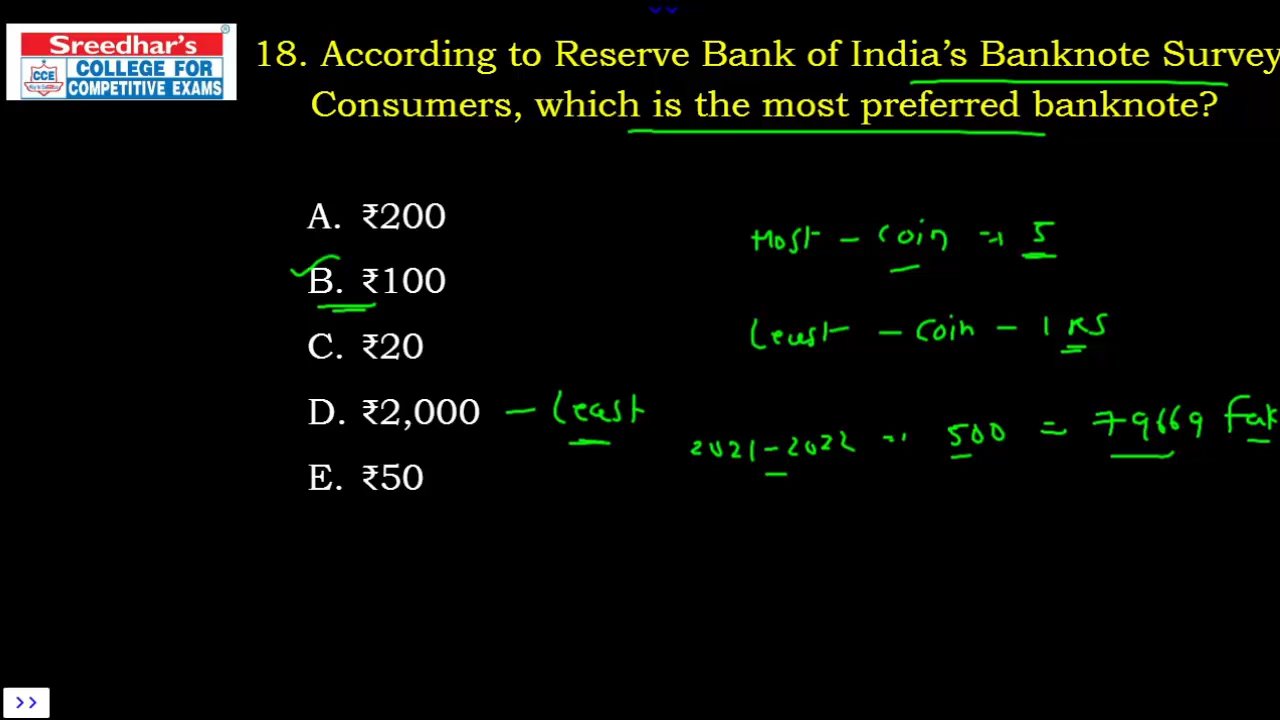 Sreedhar's
CCE
COLLEGE FOR
COMPETITIVE EXAMS
18. According to Reserve Bank of India's Banknote Survey
Consumers, which is the most preferred banknote?
A. ₹200
B. ₹100
C. ₹20
D. ₹2,000 - Least
E. ₹50
Most - Coin → 5
Least - Coin - 1 RS
2021-2022 → 500 = 79669 Fak
>>